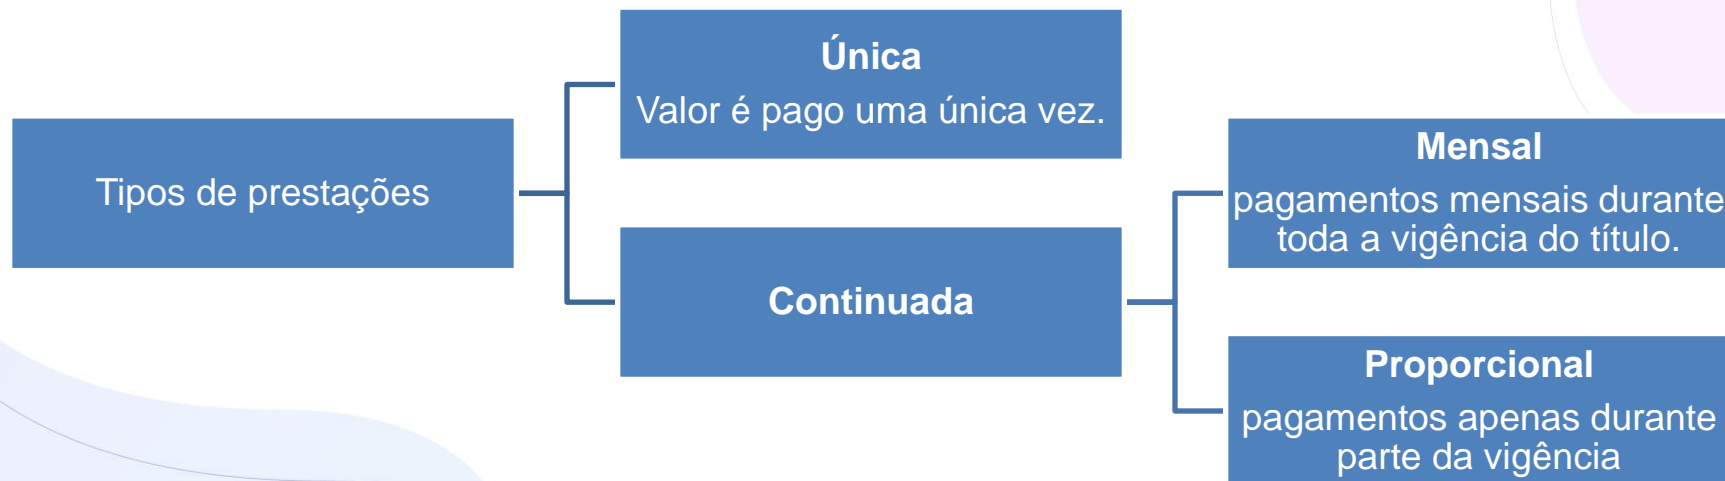 Tipos de prestações
Única
Valor é pago uma única vez.
Continuada
Mensal
pagamentos mensais durante
toda a vigência do título.
Proporcional
pagamentos apenas durante
parte da vigência